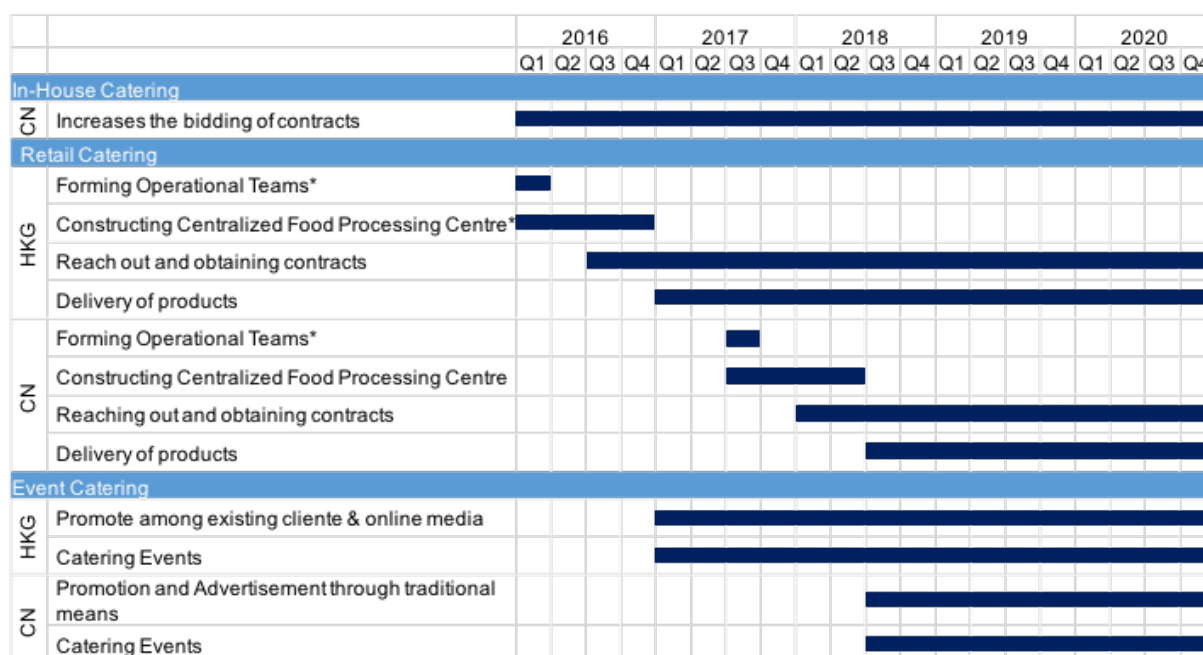 2016 2017 2018 2019 2020
Q1 Q2 Q3 Q4 Q1 Q2 Q3 Q4 Q1 Q2 Q3 Q4 Q1 Q2 Q3 Q4 Q1 Q2 Q3 Q4
In-House Catering
CN
Increases the bidding of contracts
Retail Catering
HKG
Forming Operational Teams*
Constructing Centralized Food Processing Centre*
Reach out and obtaining contracts
Delivery of products
CN
Forming Operational Teams*
Constructing Centralized Food Processing Centre
Reaching out and obtaining contracts
Delivery of products
Event Catering
HKG
Promote among existing cliente & online media
Catering Events
CN
Promotion and Advertisement through traditional
means
Catering Events